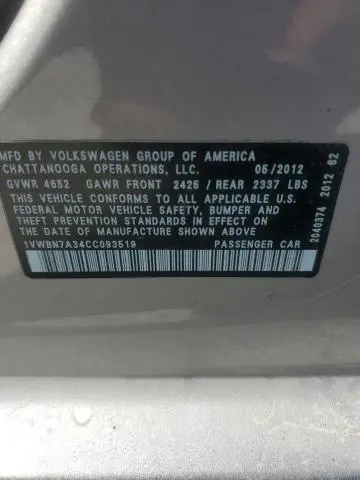 MFD BY VOLKSWAGEN GROUP OF AMERICA
CHATTANOOGA OPERATIONS, LLC. 05/2012
GVWR 4652 GAWR FRONT 2425 / REAR 2337 LBS
THIS VEHICLE CONFORMS TO ALL APPLICABLE U.S.
FEDERAL MOTOR VEHICLE SAFETY, BUMPER AND
THEFT PREVENTION STANDARDS IN EFFECT ON
THE DATE OF MANUFACTURE SHOWN ABOVE
1VWBN7A34CC093519 PASSENGER CAR
2040374 2012 62